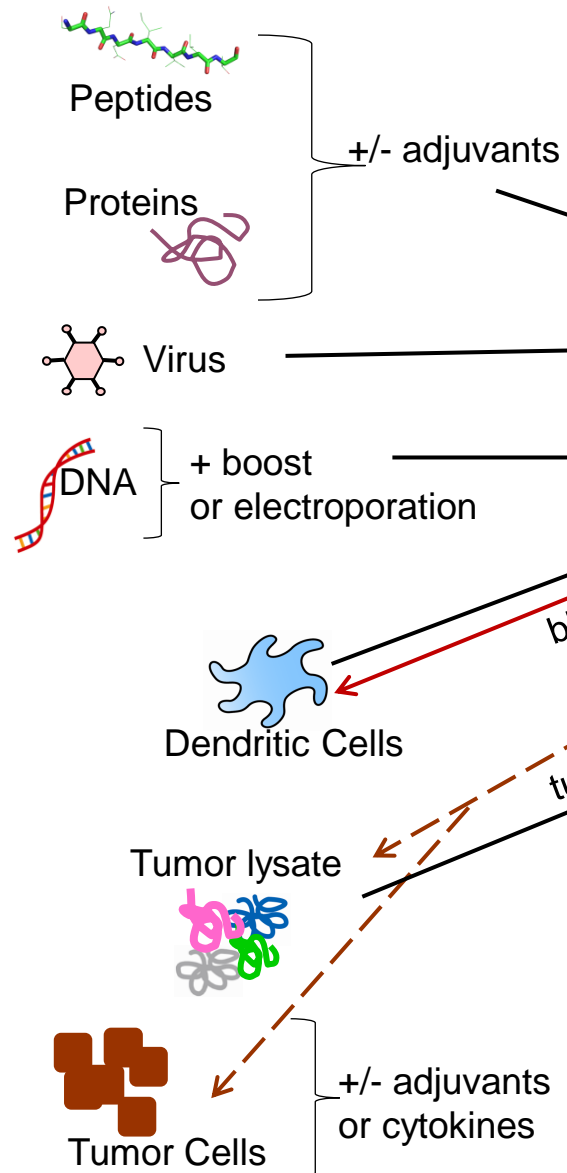 Peptides
+/- adjuvants
Proteins
Virus
DNA
+ boost
or electroporation
Dendritic Cells
Tumor lysate
+/- adjuvants
or cytokines
Tumor Cells